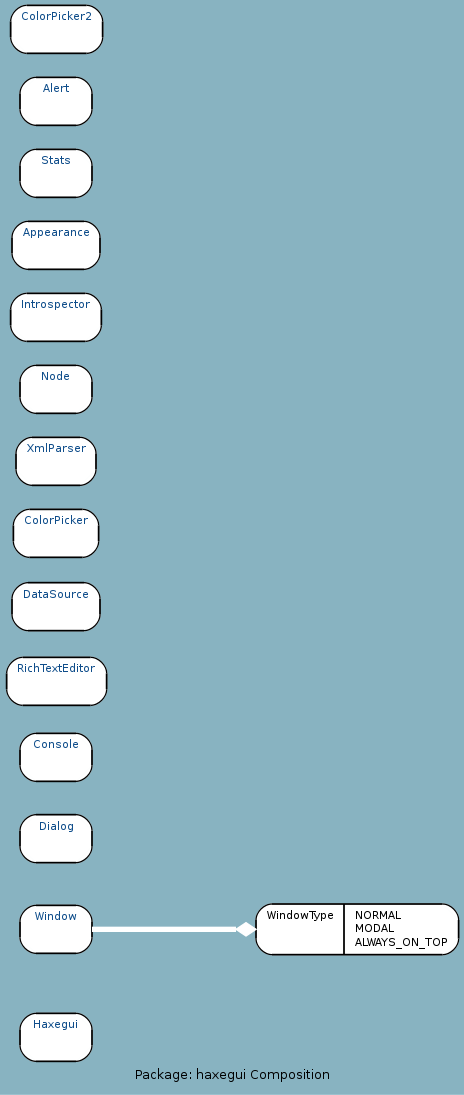 ColorPicker2
Alert
Stats
Appearance
Introspector
Node
XmlParser
ColorPicker
DataSource
RichTextEditor
Console
Dialog
Window
WindowType
NORMAL
MODAL
ALWAYS_ON_TOP
Haxegui
Package: haxegui Composition